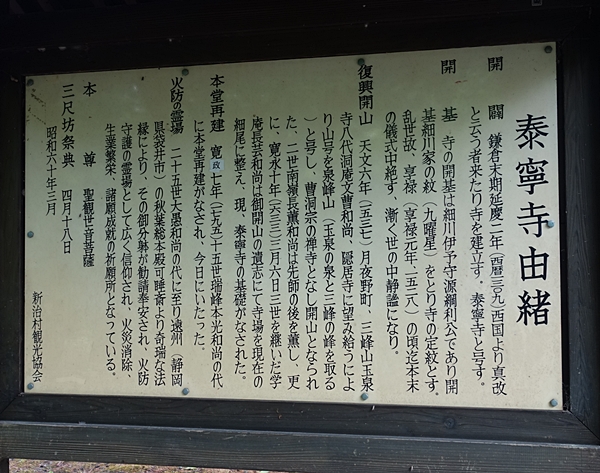 泰寧寺由緒
開闢 鎌倉末期延慶二年(西暦一三〇九)西国より真改
と云う者来たり寺を建立す。泰寧寺と号す。
開基 寺の開基は細川伊予守源綱利公であり開
基細川家の紋(九曜星)をとり寺の定紋とす。
乱世故、享禄(享禄元年一五二八)の頃迄本末
の儀式中絶す、漸く世の中静謐になり。
復興開山 天文六年(一五三七)月夜野町、三峰山玉泉
寺八代洞庵文曹和尚、隠居寺に望み給うによ
り山号を泉峰山(玉泉の泉と三峰の峰を取る
)と号し、曹洞宗の禅寺となし開山となられ
た、二世南嶺長薫和尚は先師の後を薫し、更
に、寛永十年(一六三三)三月六日三世を継いだ学
庵長芸和尚は御開山の遺志にて寺場を現在の
細尾に整え、現、泰寧寺の基礎がなされた。
本堂再建 寛政七年(一七九五)十五世瑞峰本光和尚の代
に本堂再建がなされ、今日にいたった。
火防の霊場 二十五世大愚和尚の代に至り遠州(静岡
県袋井市)の秋葉総本殿可睡斎より奇瑞な法
縁により、その御分躰が勧請奉安され、火防
守護の霊場として広く信仰され、火災消除、
生業繁栄、諸願成就の祈願所となっている。
本尊 聖観世音菩薩
三尺坊祭典 四月十八日
昭和六十年三月
新治村観光協会